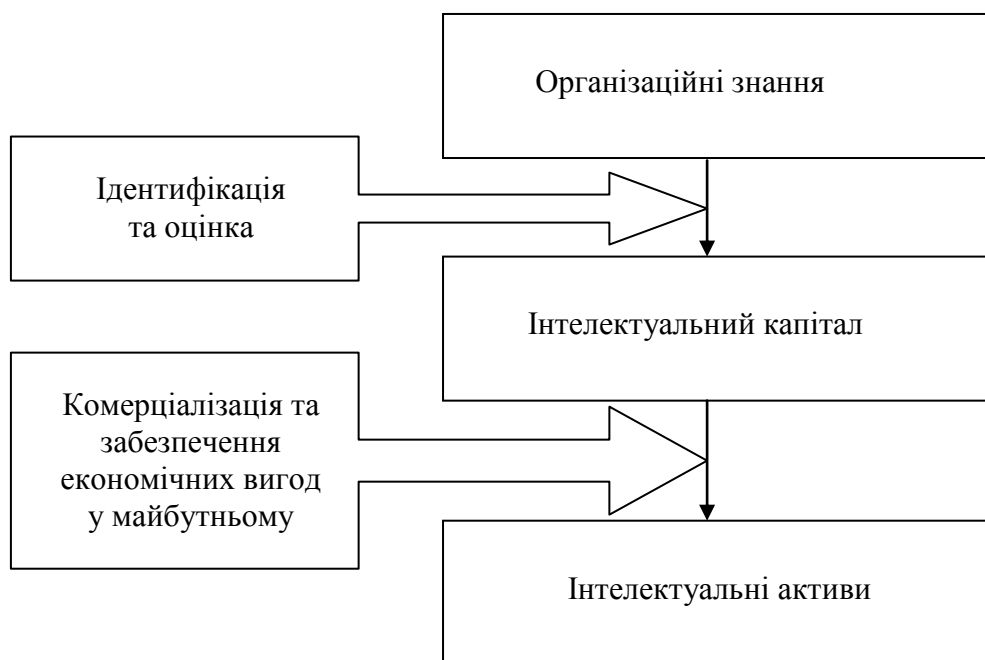 Організаційні знання
Ідентифікація
та оцінка
Інтелектуальний капітал
Комерціалізація та
забезпечення
економічних вигод
у майбутньому
Інтелектуальні активи